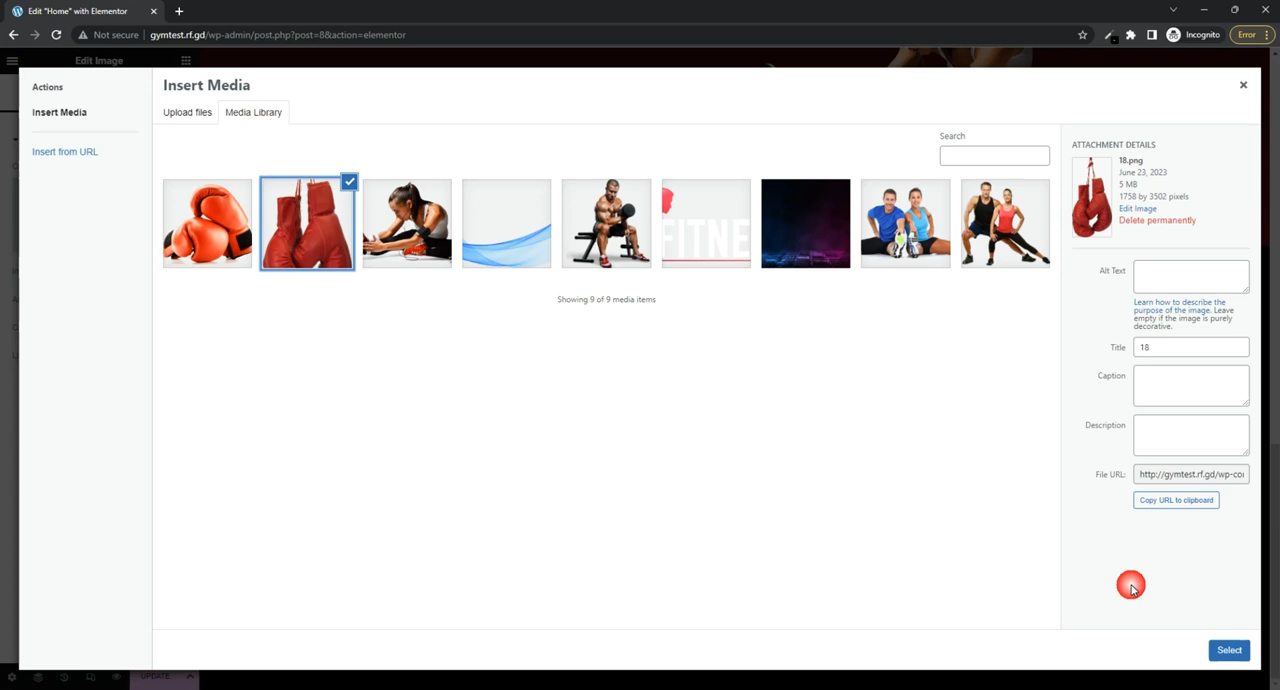 Edit "Home" with Elementor
Not secure
gymtest.rf.gd/wp-admin/post.php?post=8&action=elementor
Incognito
Error
Edit Image
Actions
Insert Media
Insert from URL
Insert Media
Upload files
Media Library
Search
FITNE
Showing 9 of 9 media items
ATTACHMENT DETAILS
18.png
June 23, 2023
5 MB
1758 by 3502 pixels
Edit Image
Delete permanently
Alt Text
Learn how to describe the
purpose of the image. Leave
empty if the image is purely
decorative.
Title
18
Caption
Description
File URL:
http://gymtest.rf.gd/wp-co
Copy URL to clipboard
Select
UPDATE